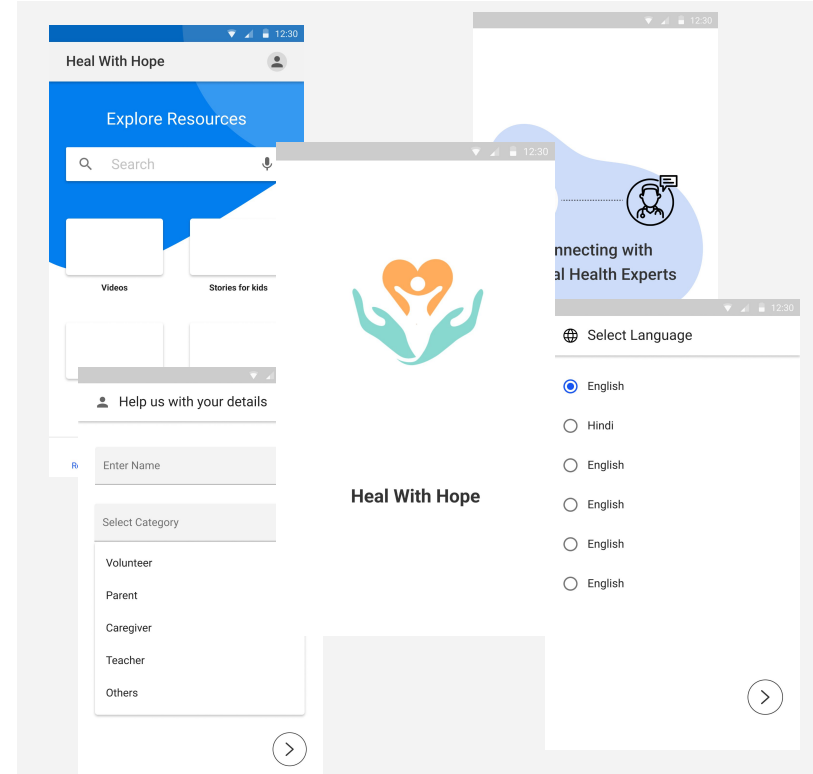 12:30
Heal With Hope
Explore Resources
Search
Videos
Stories for kids
12:30
nnecting with
al Health Experts
12:30
Heal With Hope
Help us with your details
Enter Name
Select Category
Volunteer
Parent
Caregiver
Teacher
Others
12:30
Select Language
English
Hindi
English
English
English
English